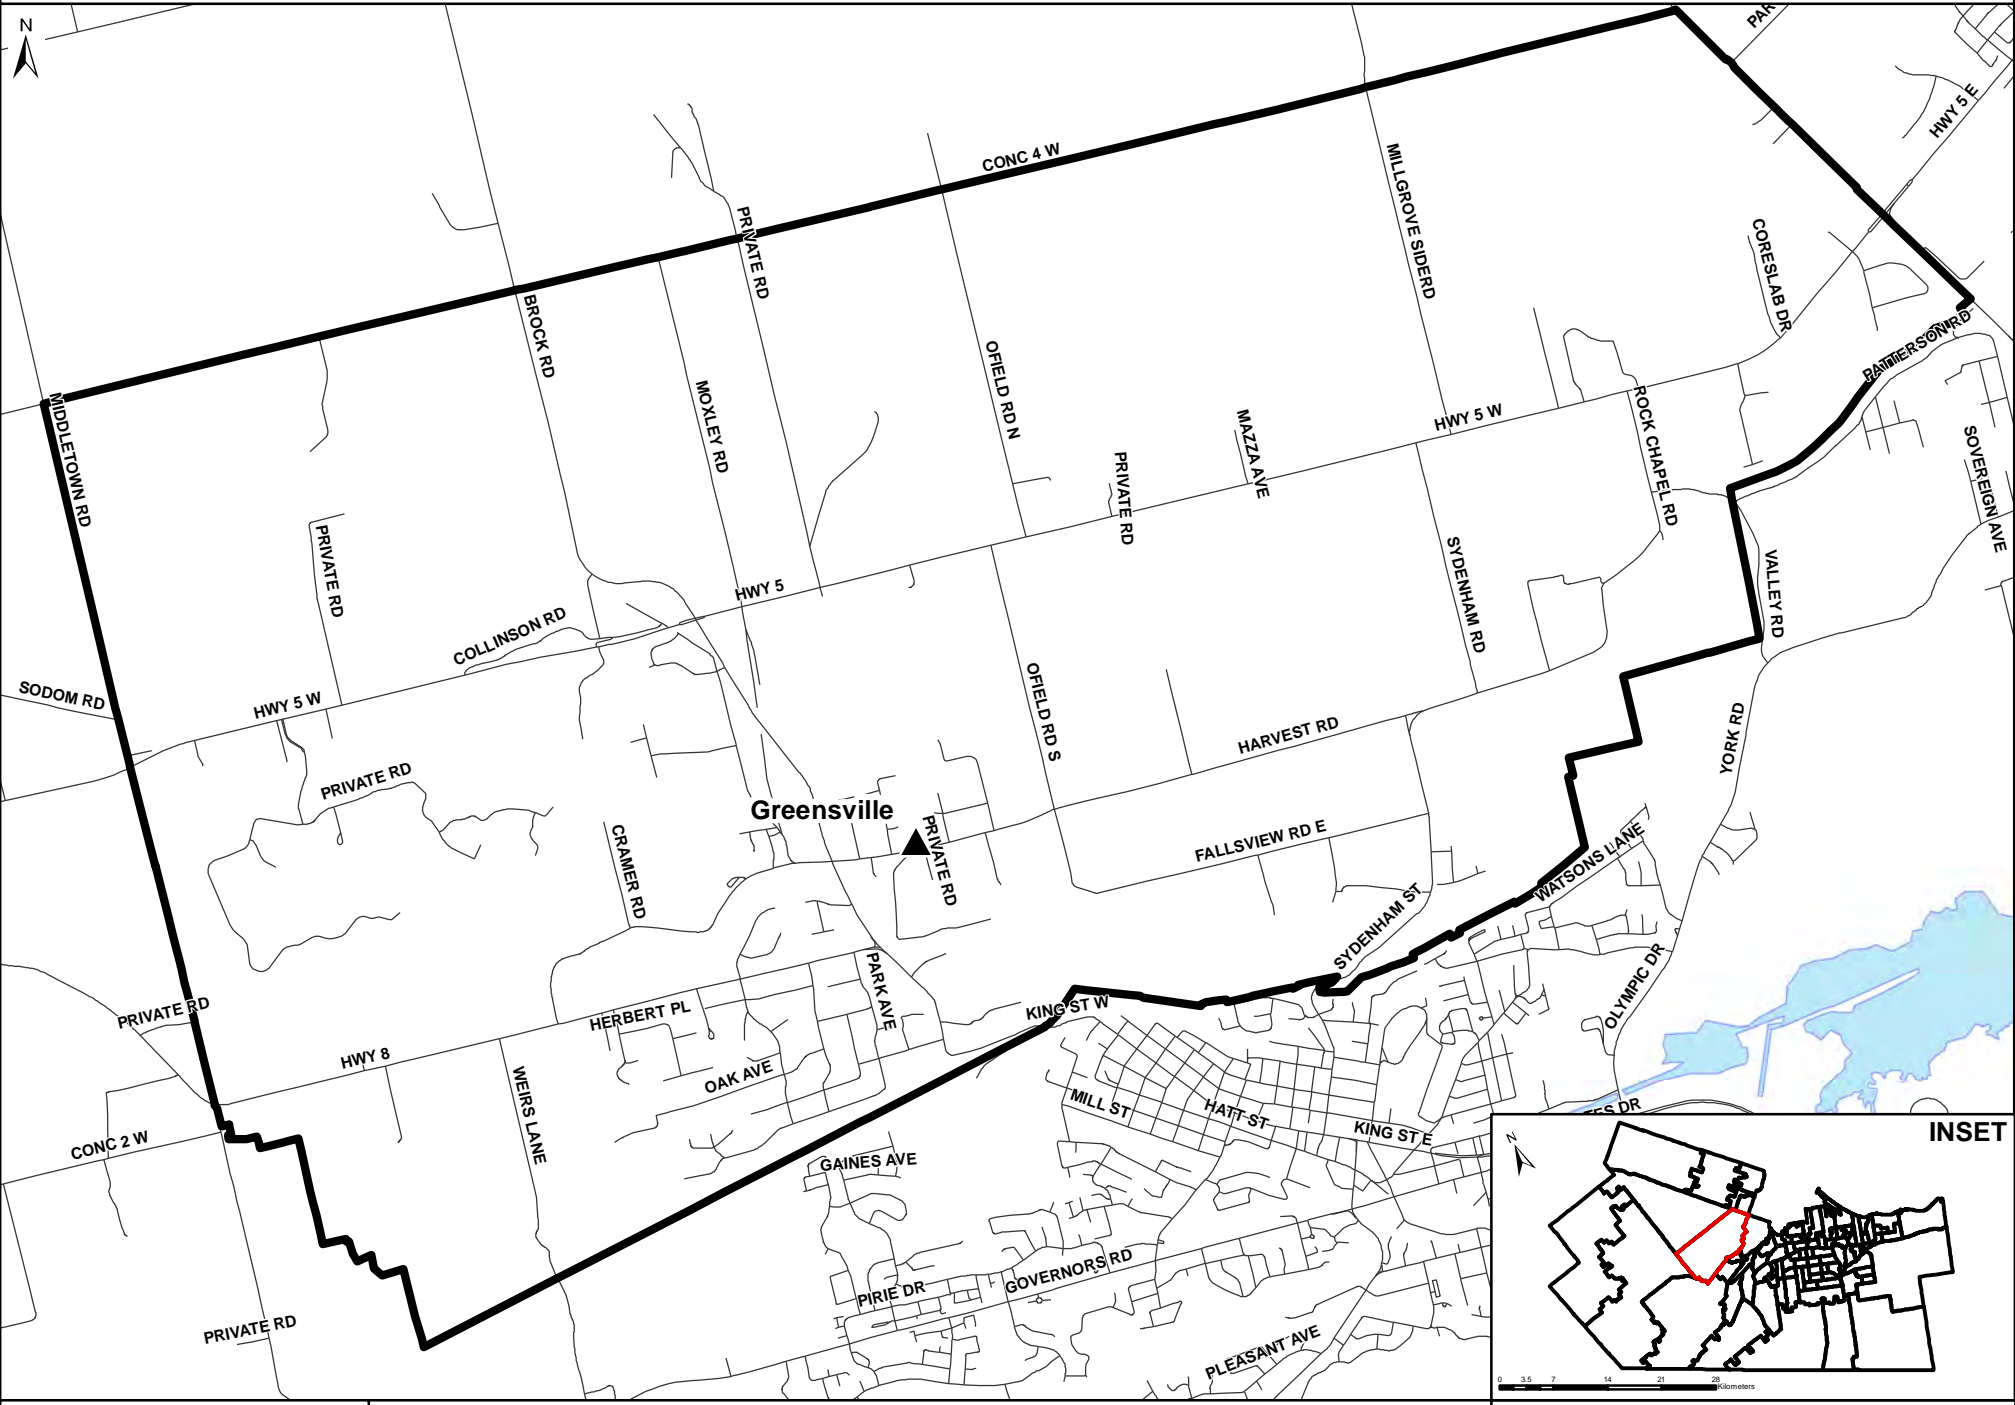 N
PAR
HWY 5 E
CONC 4 W
MILLGROVE SIDERD
PRIVATE RD
CORESLAB DR
BROCK RD
PATTERSON RD
OFIELD RD N
MOXLEY RD
MIDDLETOWN RD
ROCK CHAPEL RD
HWY 5 W
MAZZA AVE
PRIVATE RD
SOVEREIGN AVE
PRIVATE RD
SYDENHAM RD
VALLEY RD
HWY 5
COLLINSON RD
SODOM RD
HWY 5 W
OFIELD RD S
HARVEST RD
YORK RD
PRIVATE RD
Greensville
PRIVATE RD
CRAMER RD
FALLSVIEW RD E
WATSONS LANE
SYDENHAM ST
PARK AVE
OLYMPIC DR
PRIVATE RD
HERBERT PL
KING ST W
HWY 8
OAK AVE
WEIRS LANE
MILL ST
HATT ST
KING ST E
TES DR
CONC 2 W
GAINES AVE
GOVERNORS RD
PIRIE DR
PRIVATE RD
PLEASANT AVE
INSET
N
0 3.5 7 14 21 28
Kilometers